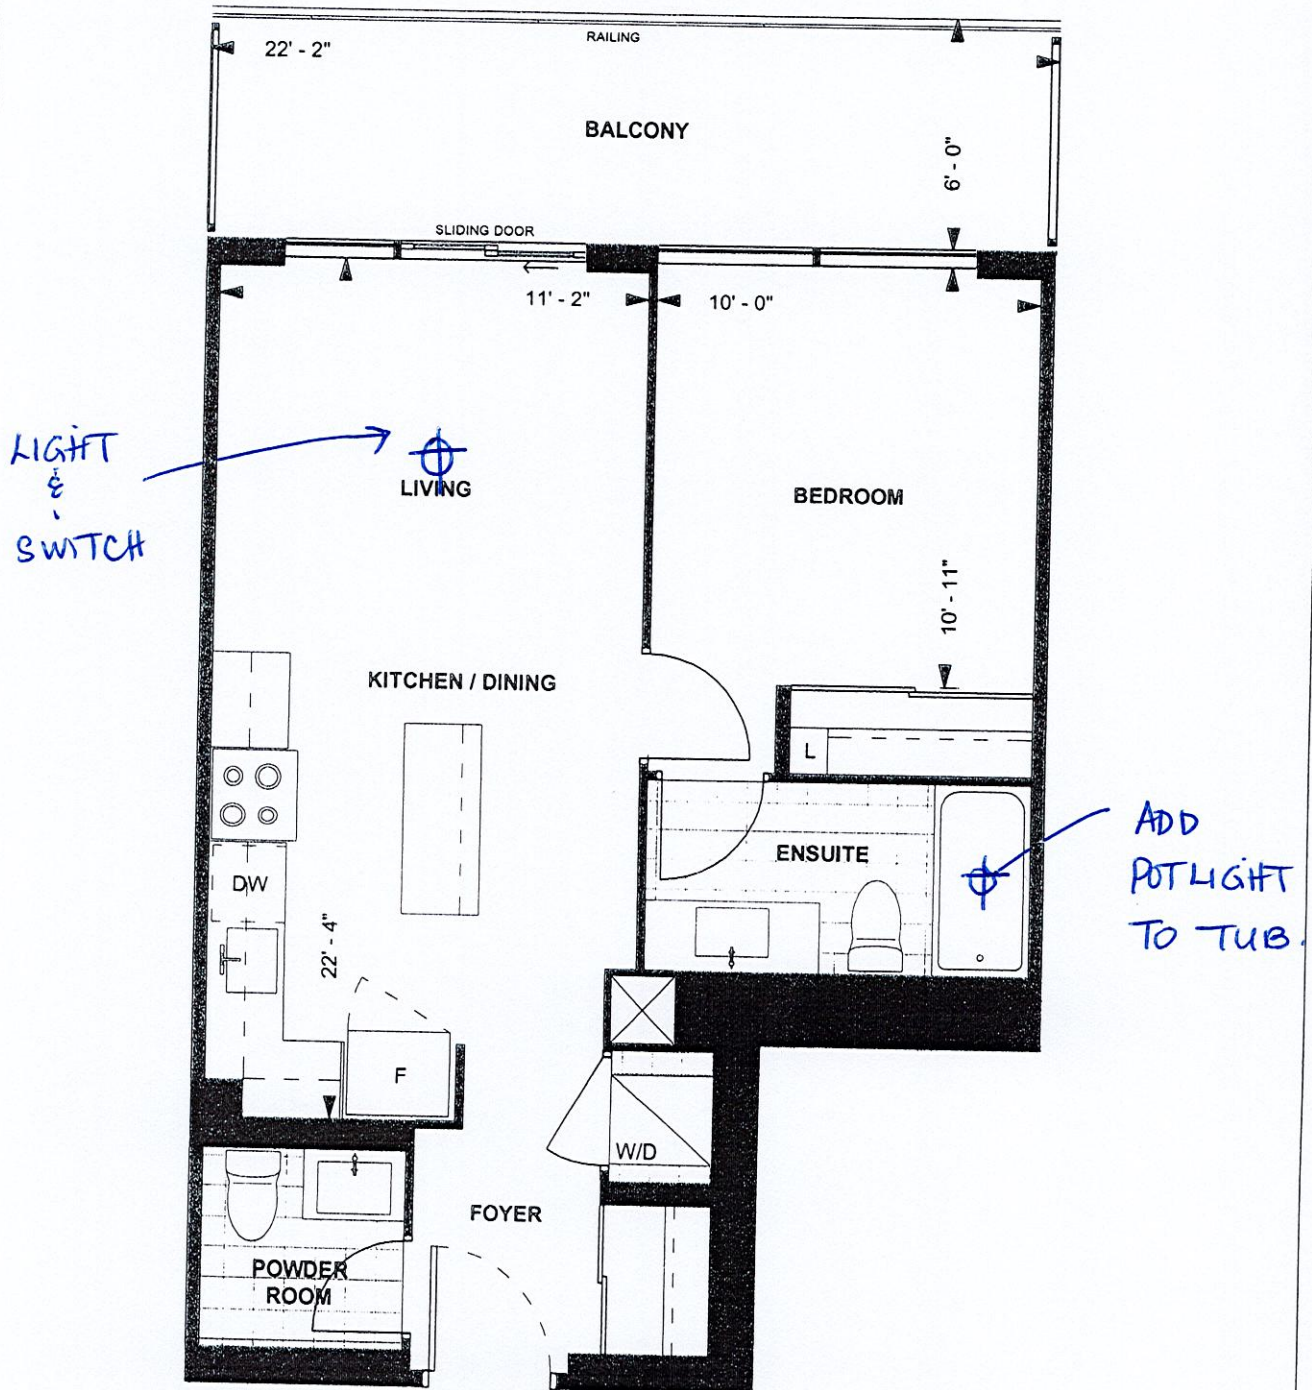 RAILING
22' - 2"
BALCONY
6' - 0"
SLIDING DOOR
11' - 2"
10' - 0"
LIGHT
&
SWITCH
LIVING
BEDROOM
10' - 11"
KITCHEN / DINING
L
ADD
POTLIGHT
TO TUB.
ENSUITE
DW
22' - 4"
F
W/D
FOYER
POWDER
ROOM